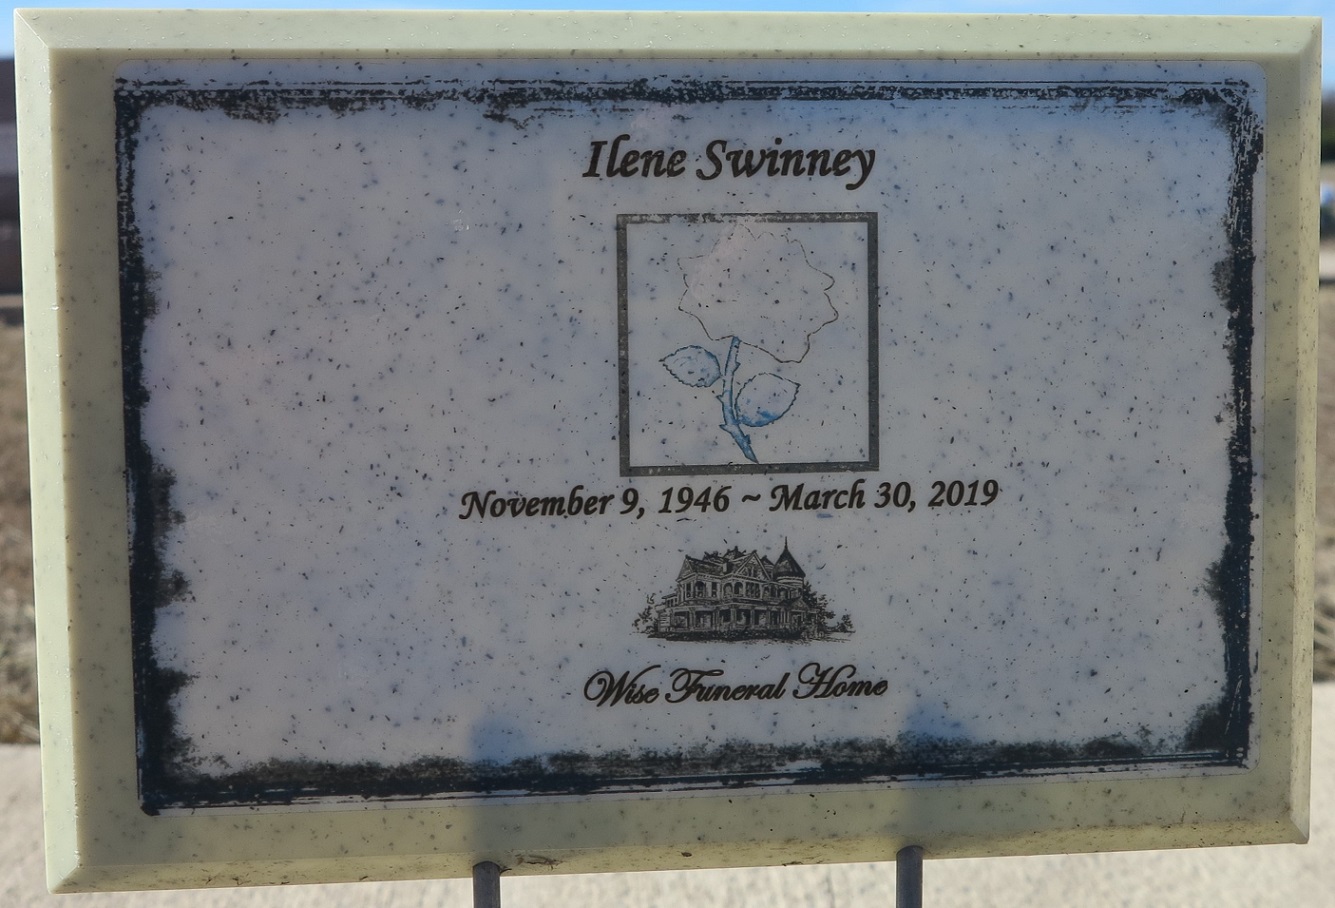 Ilene Swinney
November 9, 1946 ~ March 30, 2019
Wise Funeral Home